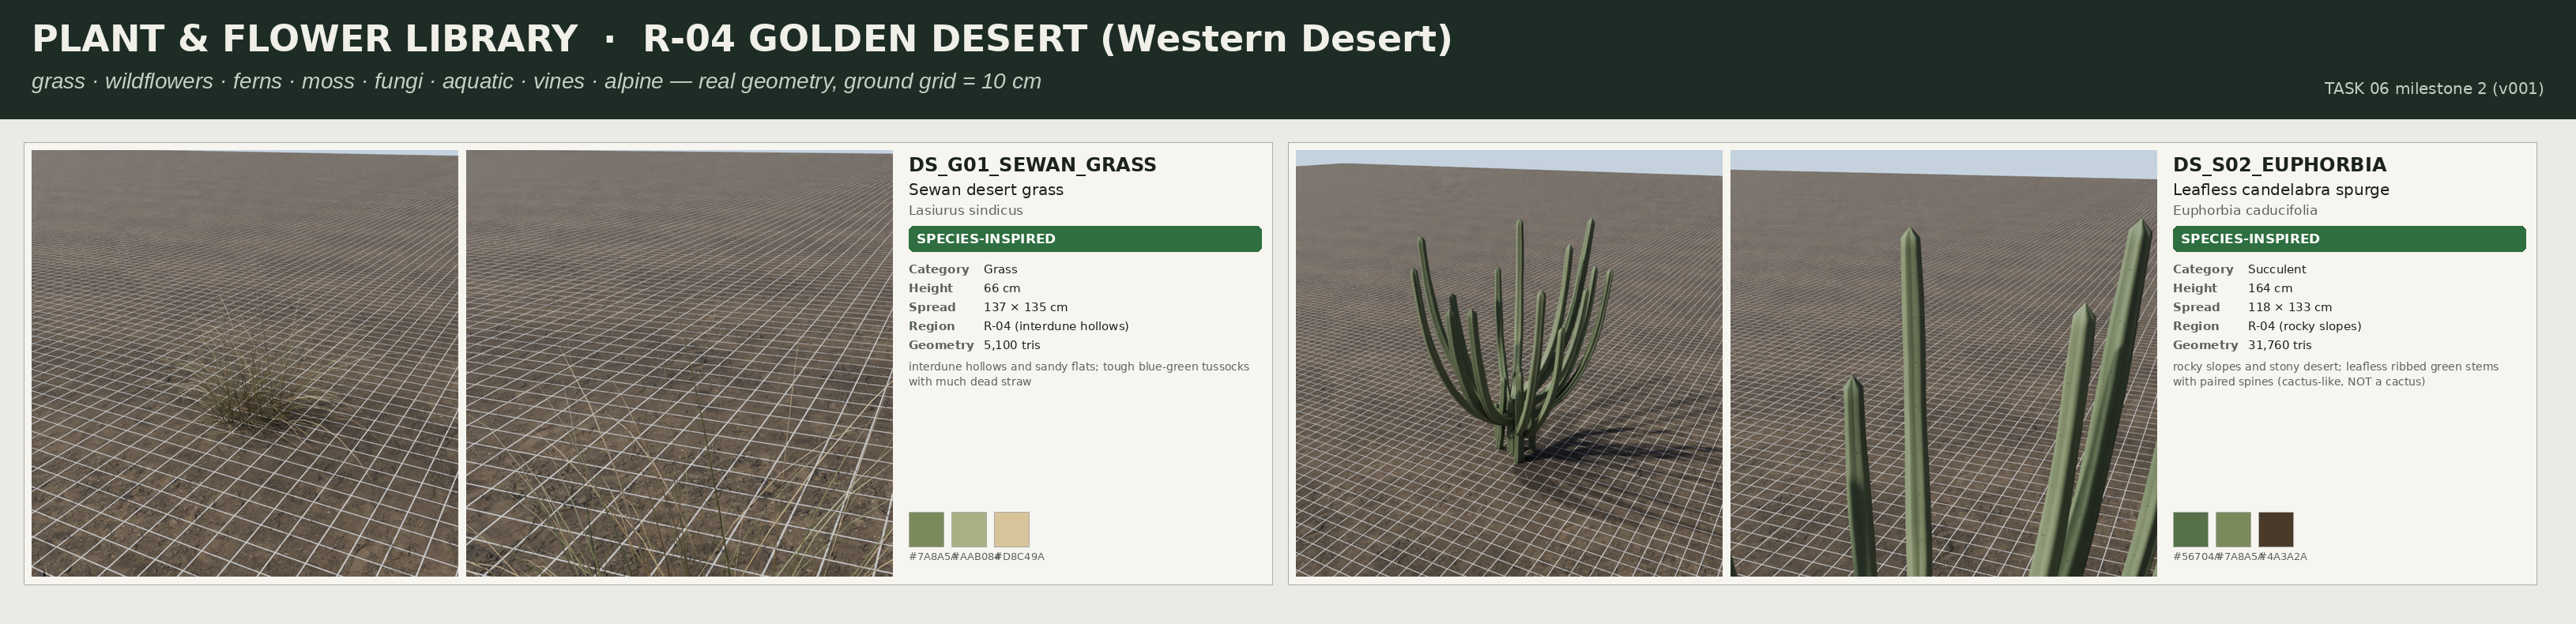 PLANT & FLOWER LIBRARY · R-04 GOLDEN DESERT (Western Desert)
grass · wildflowers · ferns · moss · fungi · aquatic · vines · alpine — real geometry, ground grid = 10 cm
TASK 06 milestone 2 (v001)
DS_G01_SEWAN_GRASS
Sewan desert grass
Lasiurus sindicus
SPECIES-INSPIRED
Category Grass
Height 66 cm
Spread 137 × 135 cm
Region R-04 (interdune hollows)
Geometry 5,100 tris
interdune hollows and sandy flats; tough blue-green tussocks
with much dead straw
#7A8A5A #AAB084 #D8C49A
DS_S02_EUPHORBIA
Leafless candelabra spurge
Euphorbia caducifolia
SPECIES-INSPIRED
Category Succulent
Height 164 cm
Spread 118 × 133 cm
Region R-04 (rocky slopes)
Geometry 31,760 tris
rocky slopes and stony desert; leafless ribbed green stems
with paired spines (cactus-like, NOT a cactus)
#56704A #7A8A5A #4A3A2A